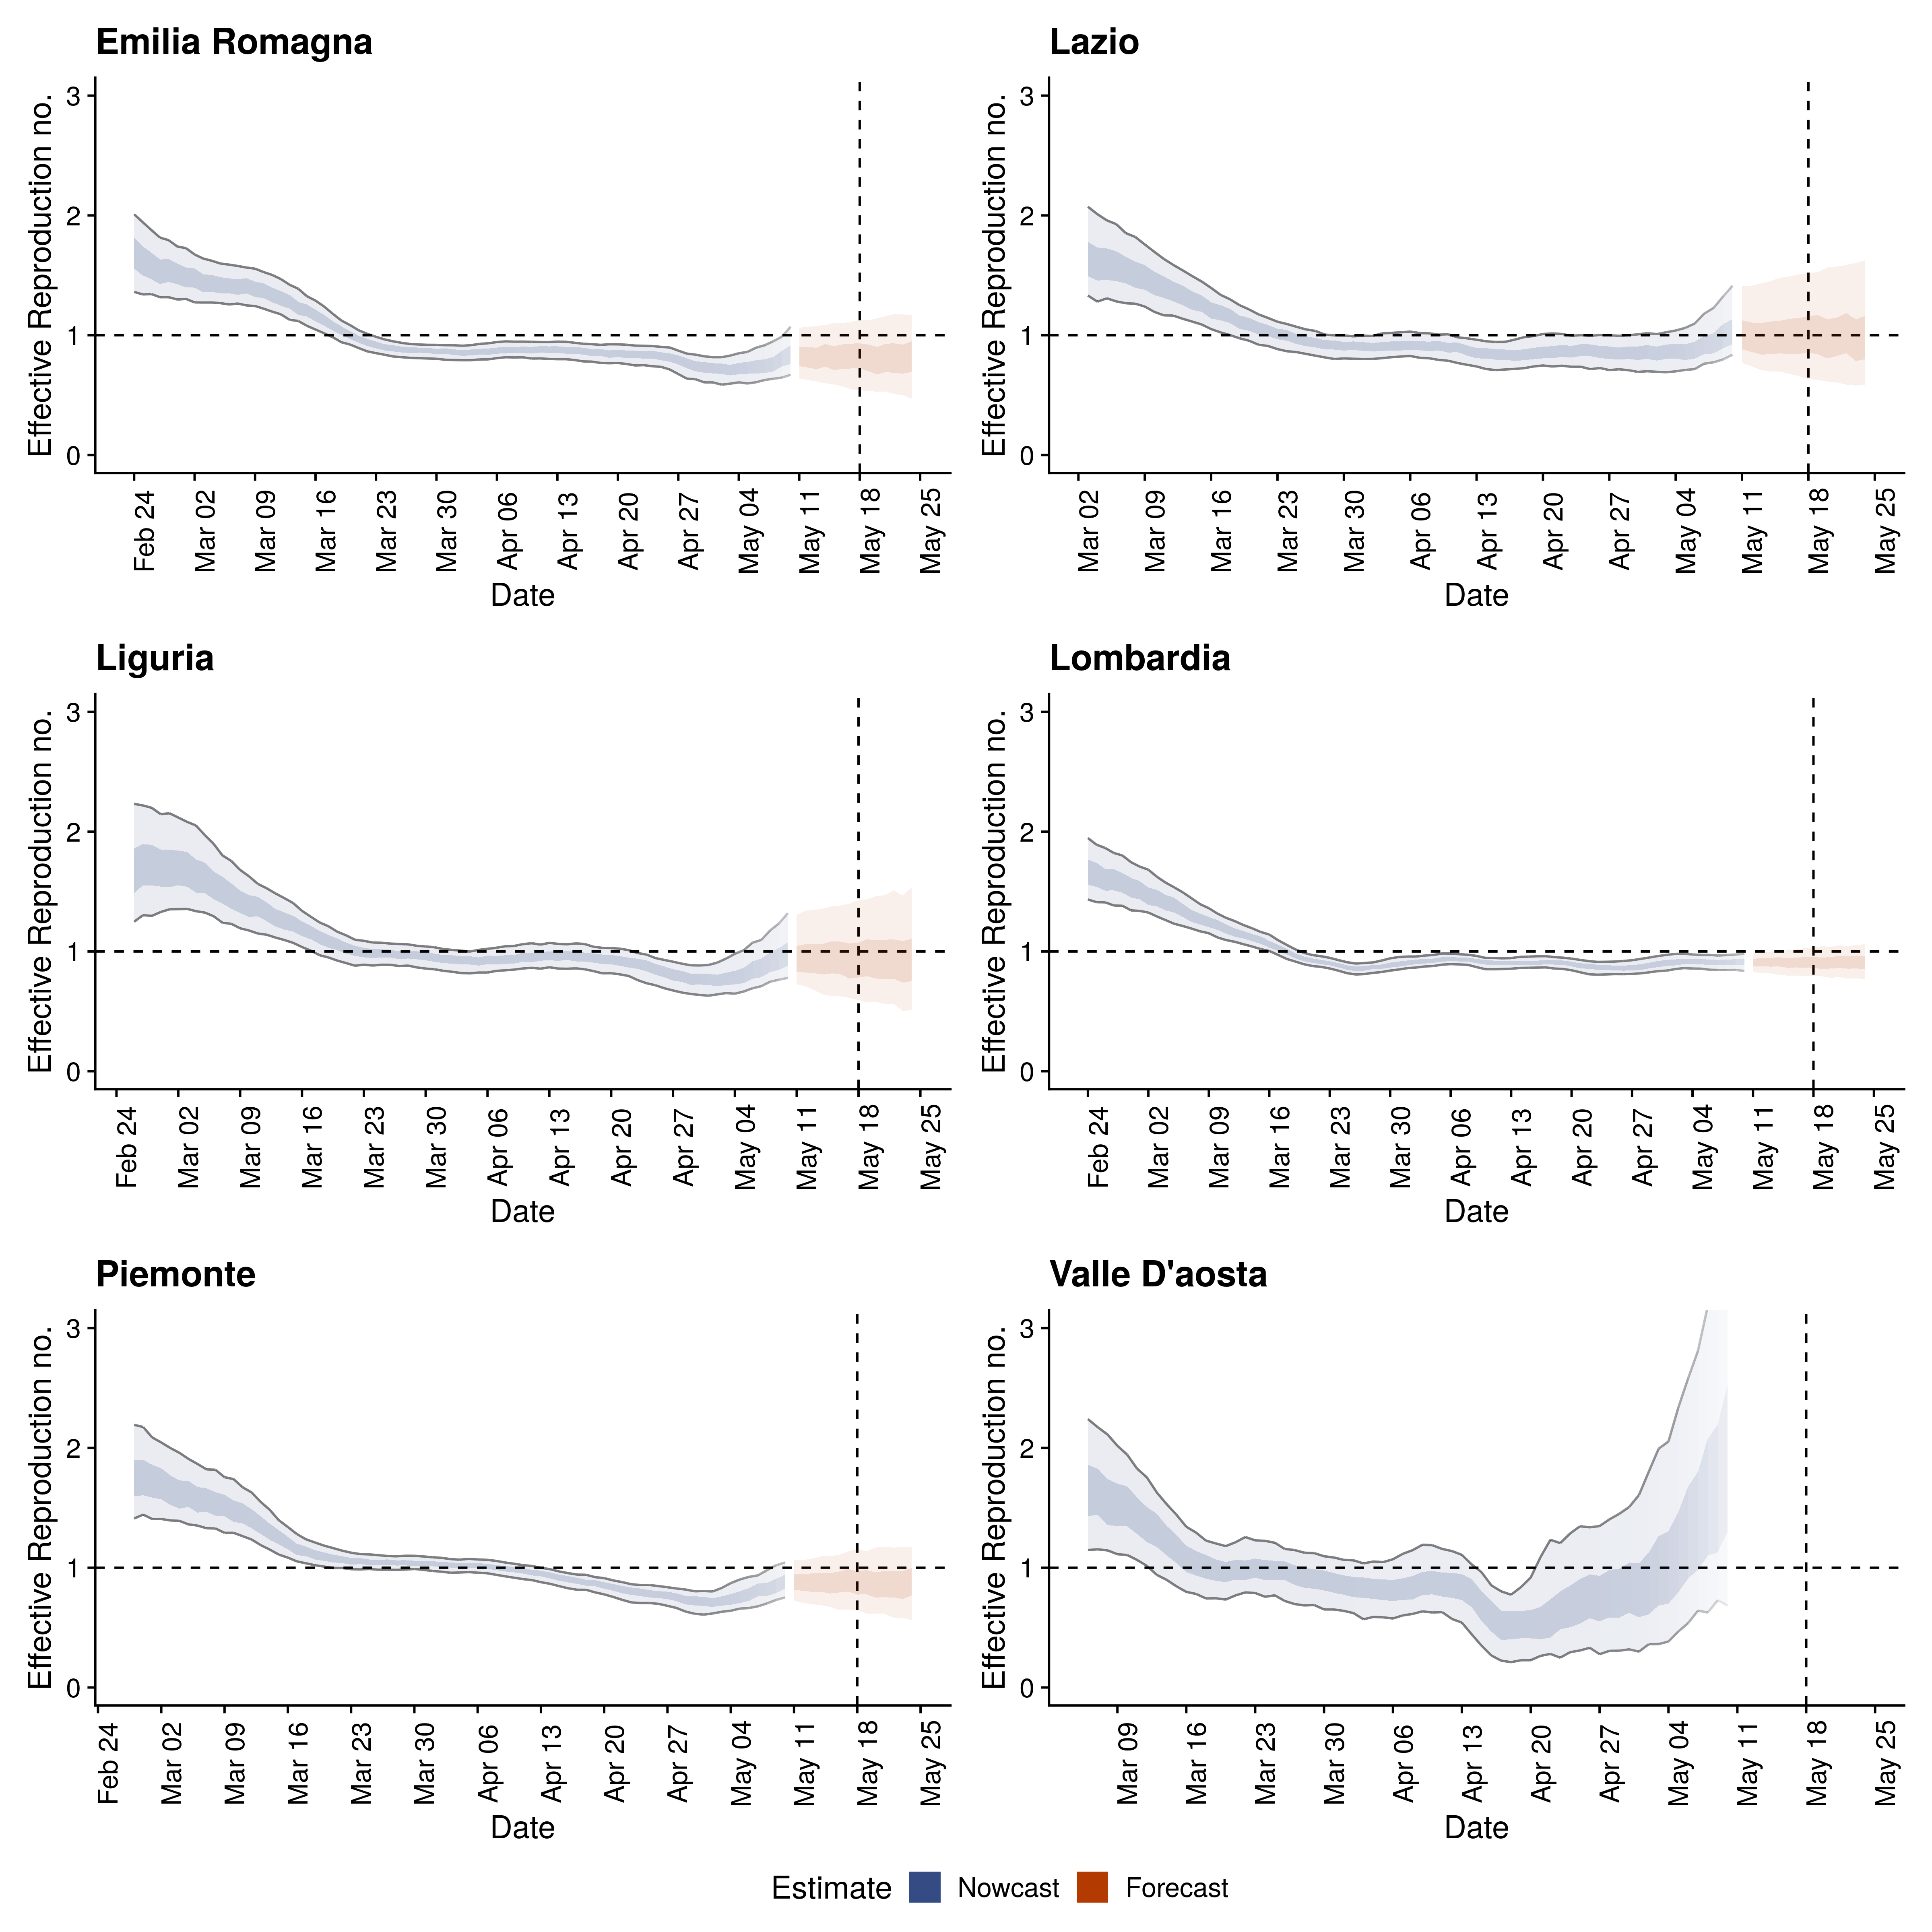 Emilia Romagna
Effective Reproduction no.
3
2
1
0
Feb 24 Mar 02 Mar 09 Mar 16 Mar 23 Mar 30 Apr 06 Apr 13 Apr 20 Apr 27 May 04 May 11 May 18 May 25
Date
Lazio
Effective Reproduction no.
3
2
1
0
Mar 02 Mar 09 Mar 16 Mar 23 Mar 30 Apr 06 Apr 13 Apr 20 Apr 27 May 04 May 11 May 18 May 25
Date
Liguria
Effective Reproduction no.
3
2
1
0
Feb 24 Mar 02 Mar 09 Mar 16 Mar 23 Mar 30 Apr 06 Apr 13 Apr 20 Apr 27 May 04 May 11 May 18 May 25
Date
Lombardia
Effective Reproduction no.
3
2
1
0
Feb 24 Mar 02 Mar 09 Mar 16 Mar 23 Mar 30 Apr 06 Apr 13 Apr 20 Apr 27 May 04 May 11 May 18 May 25
Date
Piemonte
Effective Reproduction no.
3
2
1
0
Feb 24 Mar 02 Mar 09 Mar 16 Mar 23 Mar 30 Apr 06 Apr 13 Apr 20 Apr 27 May 04 May 11 May 18 May 25
Date
Valle D'aosta
Effective Reproduction no.
3
2
1
0
Mar 09 Mar 16 Mar 23 Mar 30 Apr 06 Apr 13 Apr 20 Apr 27 May 04 May 11 May 18 May 25
Date
Estimate Nowcast Forecast